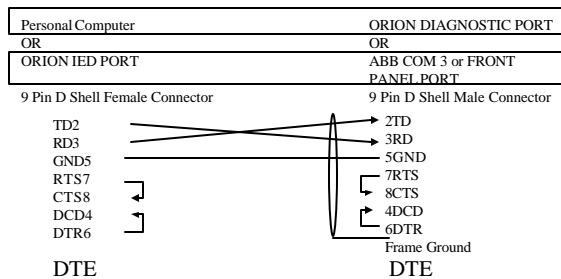 Personal Computer ORION DIAGNOSTIC PORT
OR OR
ORION IED PORT ABB COM 3 or FRONT
PANEL PORT
9 Pin D Shell Female Connector 9 Pin D Shell Male Connector
TD2 2TD
RD3 3RD
GND5 5GND
RTS7 7RTS
CTS8 8CTS
DCD4 4DCD
DTR6 6DTR
Frame Ground
DTE DTE